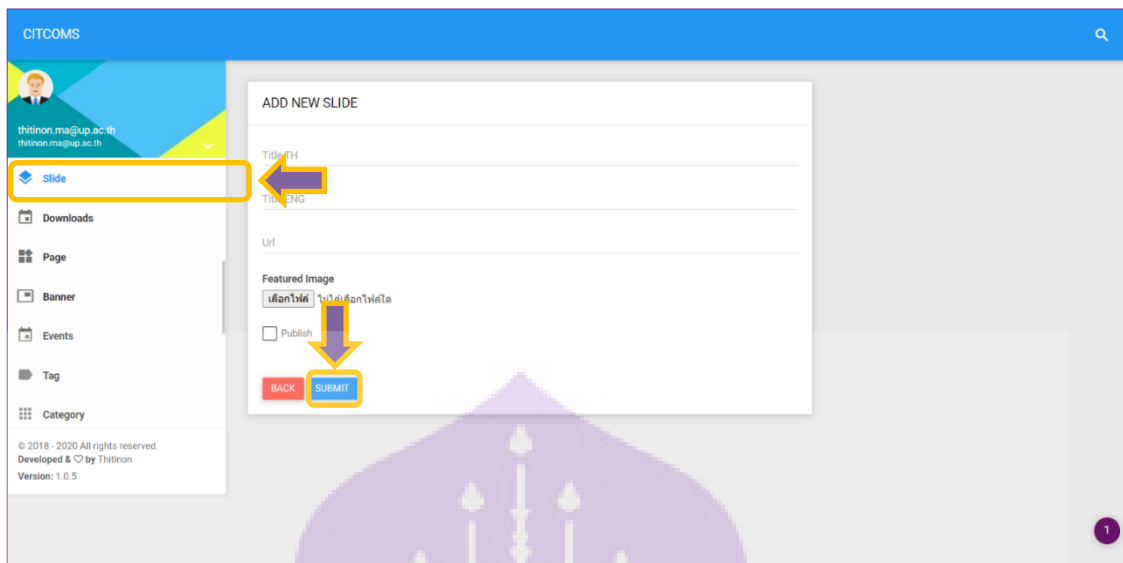 CITCOMS
thitinon.ma@up.ac.th
thitinon.ma@up.ac.th
Slide
Downloads
Page
Banner
Events
Tag
Category
© 2018 - 2020 All rights reserved.
Developed & ♡ by Thitinon
Version: 1.0.5
ADD NEW SLIDE
Title TH
Title ENG
Url
Featured Image
เลือกไฟล์ ไม่ได้เลือกไฟล์ใด
Publish
BACK SUBMIT
1